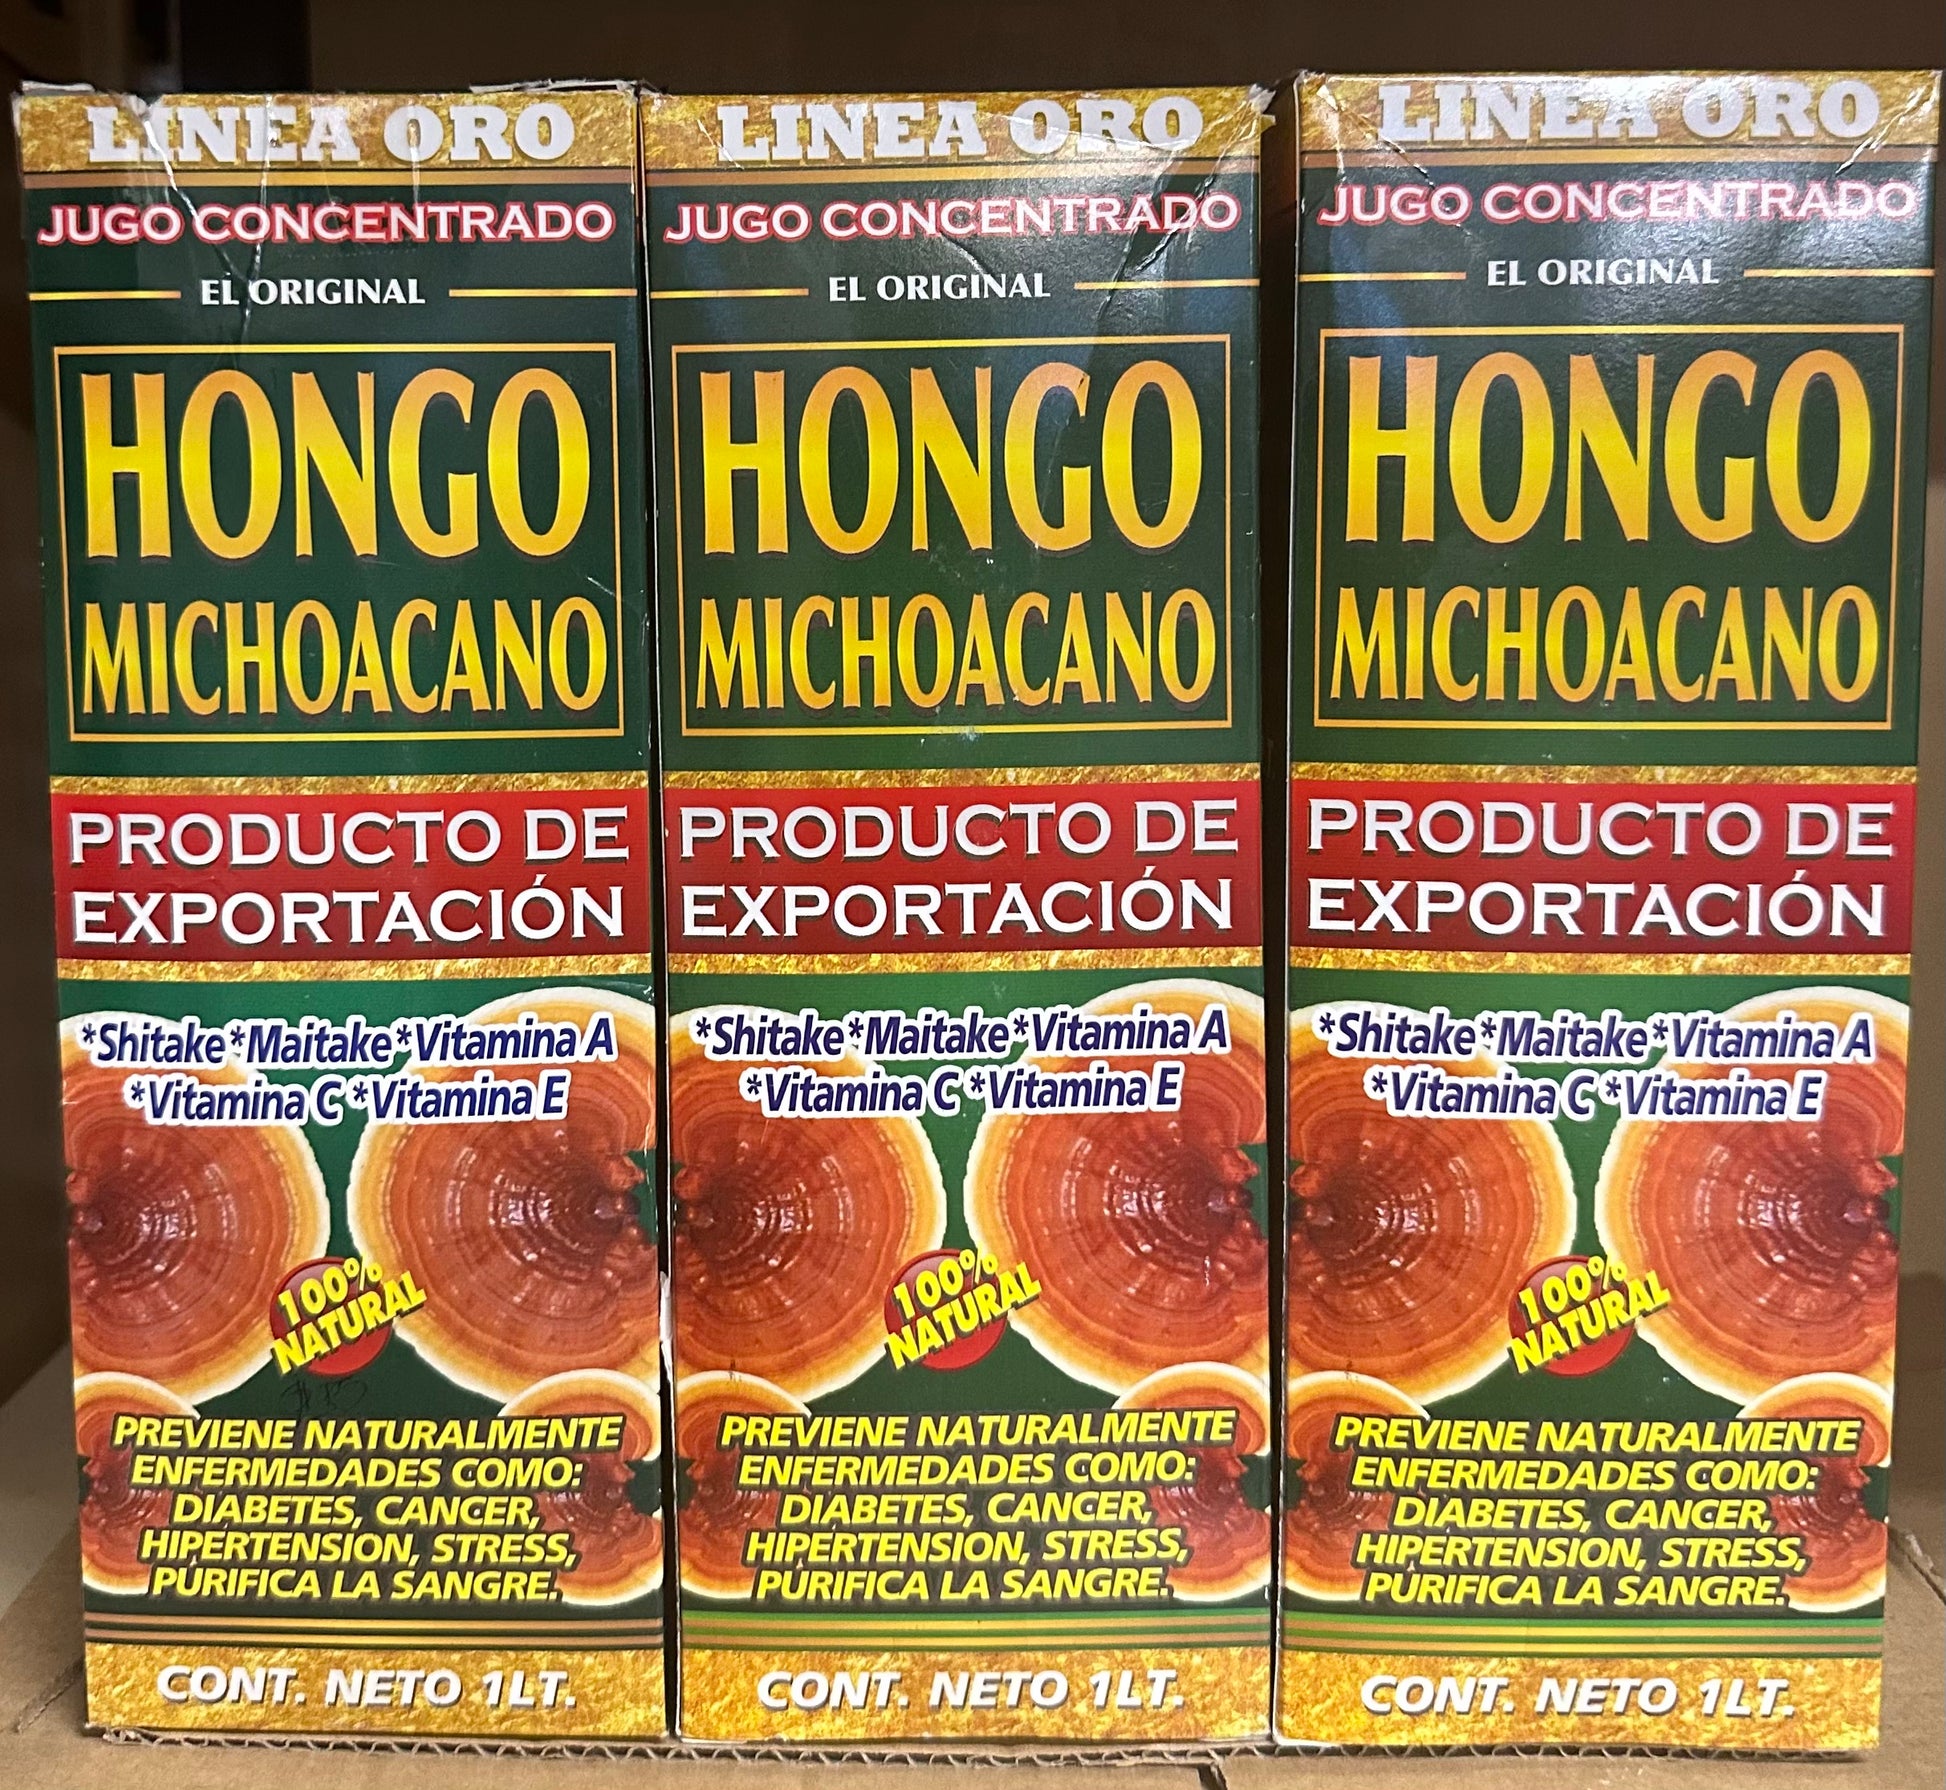 LINEA ORO
JUGO CONCENTRADO
EL ORIGINAL
HONGO
MICHOACANO
PRODUCTO DE
EXPORTACIÓN
*Shitake*Maitake*Vitamina A
*Vitamina C *Vitamina E
100%
NATURAL
PREVIENE NATURALMENTE
ENFERMEDADES COMO:
DIABETES, CANCER,
HIPERTENSION, STRESS,
PURIFICA LA SANGRE.
CONT. NETO 1LT.
LINEA ORO
JUGO CONCENTRADO
EL ORIGINAL
HONGO
MICHOACANO
PRODUCTO DE
EXPORTACIÓN
*Shitake*Maitake*Vitamina A
*Vitamina C *Vitamina E
100%
NATURAL
PREVIENE NATURALMENTE
ENFERMEDADES COMO:
DIABETES, CANCER,
HIPERTENSION, STRESS,
PURIFICA LA SANGRE.
CONT. NETO 1LT.
LINEA ORO
JUGO CONCENTRADO
EL ORIGINAL
HONGO
MICHOACANO
PRODUCTO DE
EXPORTACIÓN
*Shitake*Maitake*Vitamina A
*Vitamina C *Vitamina E
100%
NATURAL
PREVIENE NATURALMENTE
ENFERMEDADES COMO:
DIABETES, CANCER,
HIPERTENSION, STRESS,
PURIFICA LA SANGRE.
CONT. NETO 1LT.